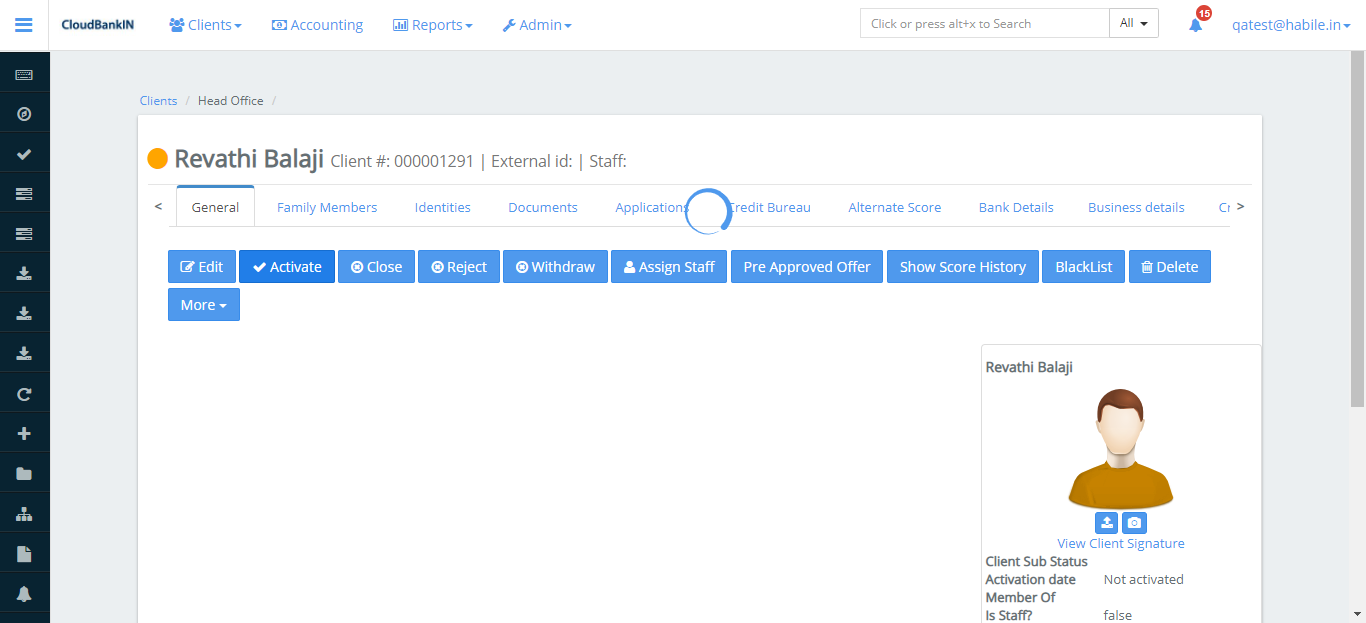 CloudBankIN Clients Accounting Reports Admin Click or press alt+x to Search All 15 qatest@habile.in
Clients / Head Office /
Revathi Balaji Client #: 000001291 | External id: | Staff:
< General Family Members Identities Documents Applications Credit Bureau Alternate Score Bank Details Business details Cr >
Edit Activate Close Reject Withdraw Assign Staff Pre Approved Offer Show Score History BlackList Delete
More
Revathi Balaji
View Client Signature
Client Sub Status
Activation date Not activated
Member Of
Is Staff? false